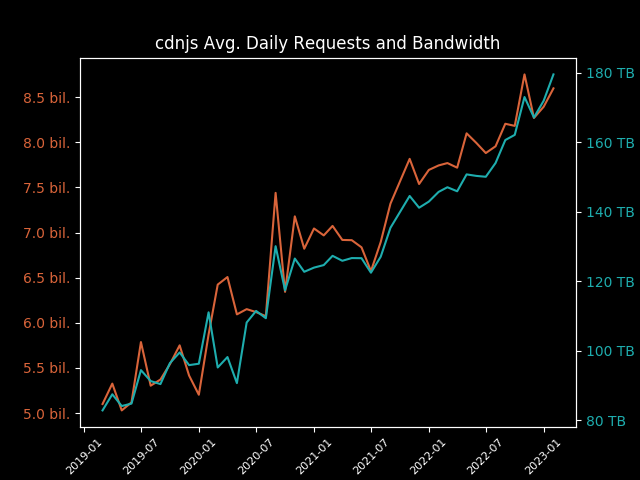 cdnjs Avg. Daily Requests and Bandwidth
8.5 bil.
8.0 bil.
7.5 bil.
7.0 bil.
6.5 bil.
6.0 bil.
5.5 bil.
5.0 bil.
180 TB
160 TB
140 TB
120 TB
100 TB
80 TB
2019-01
2019-07
2020-01
2020-07
2021-01
2021-07
2022-01
2022-07
2023-01